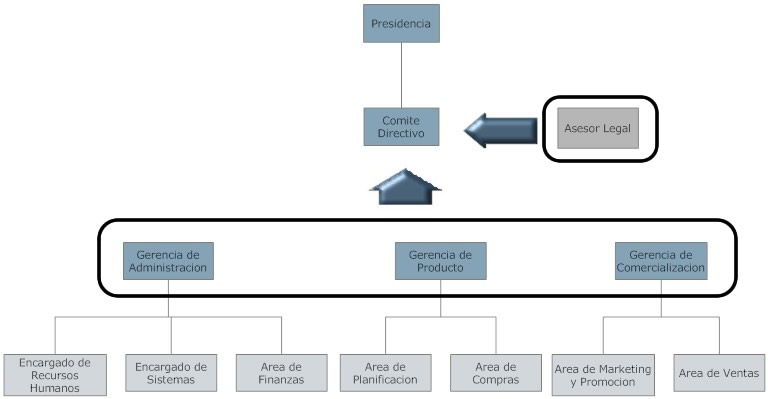 Presidencia
Comite
Directivo
Asesor Legal
Gerencia de
Administracion
Gerencia de
Producto
Gerencia de
Comercializacion
Encargado de
Recursos
Humanos
Encargado de
Sistemas
Area de
Finanzas
Area de
Planificacion
Area de
Compras
Area de Marketing
y Promocion
Area de Ventas